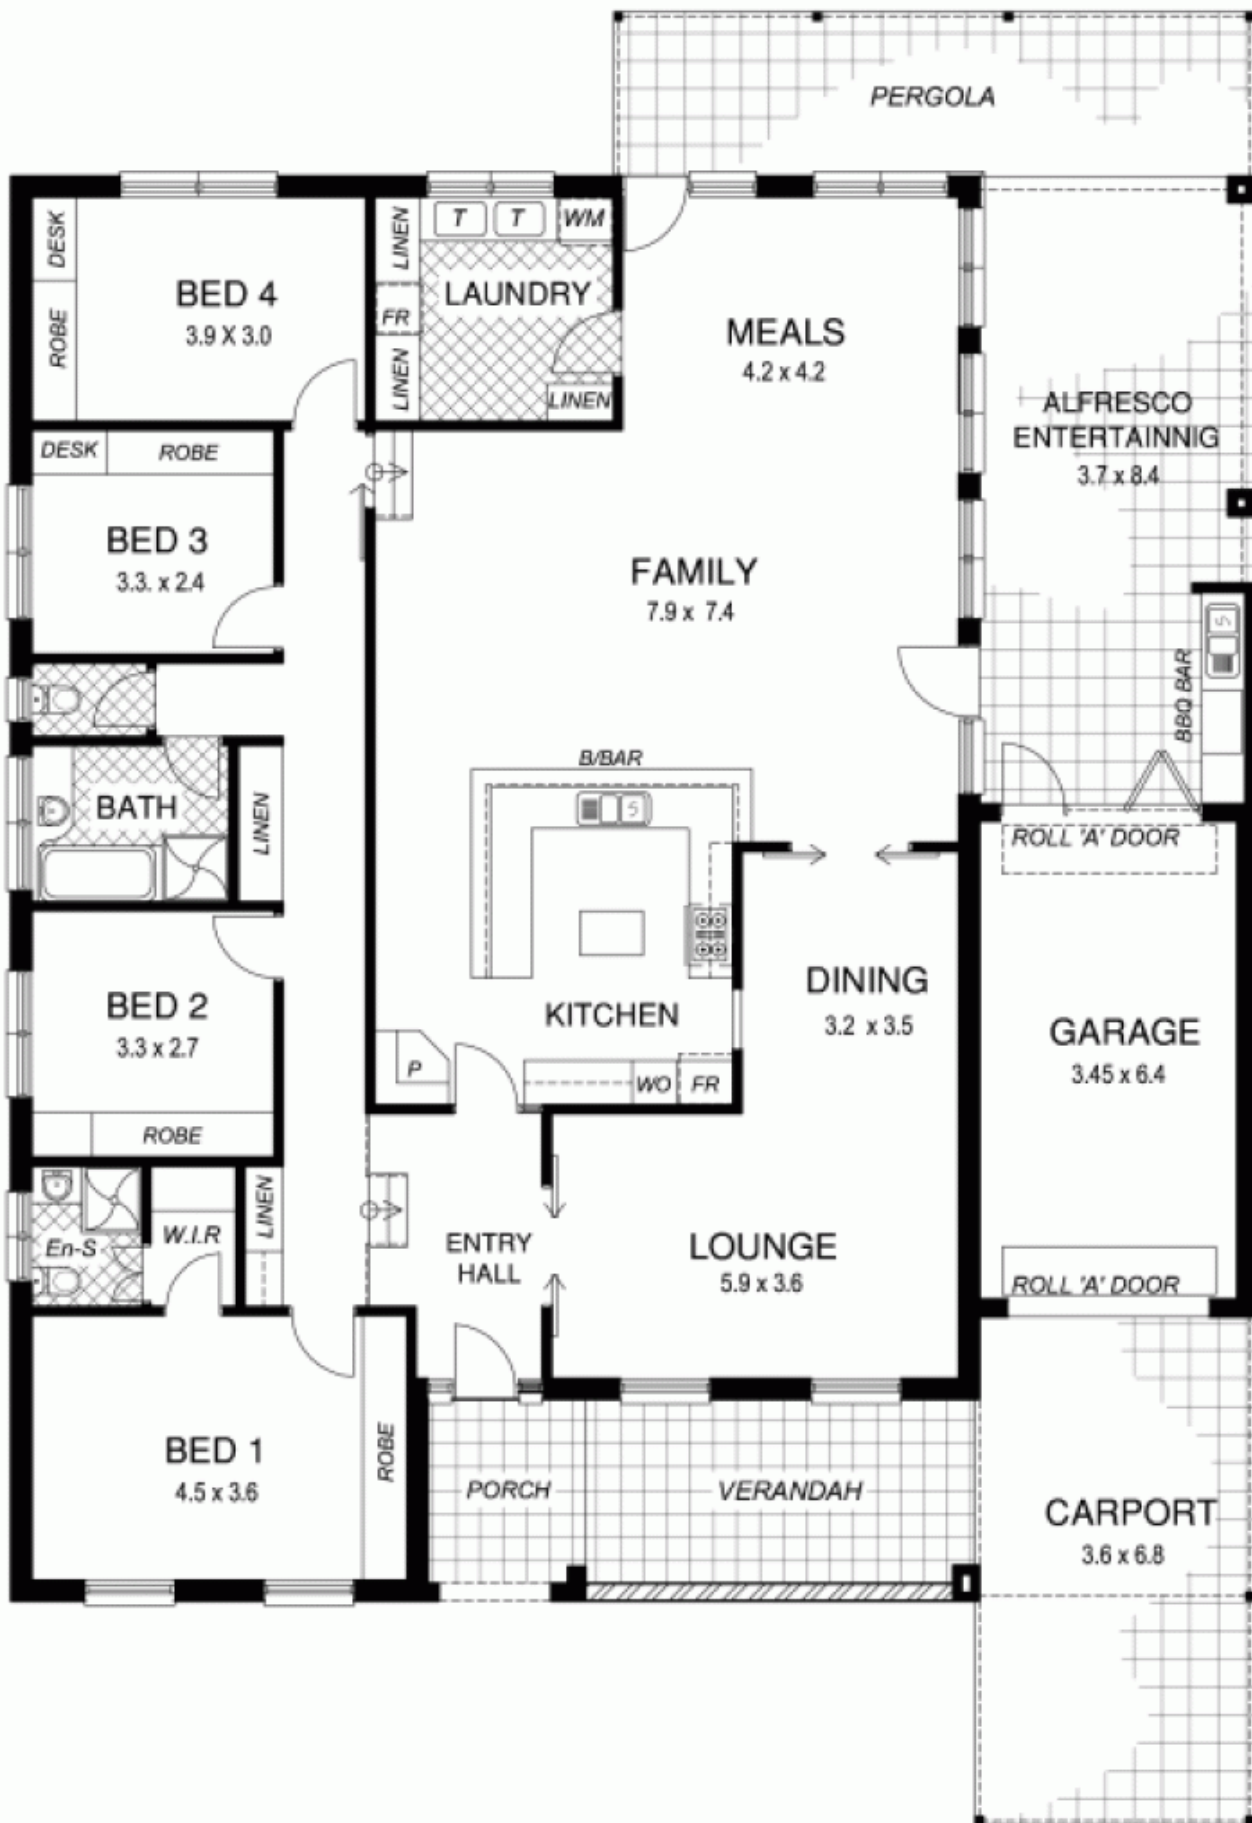 PERGOLA
DESK
ROBE
BED 4
3.9 X 3.0
LINEN
FR
LINEN
T
T
WM
LAUNDRY
LINEN
MEALS
4.2 x 4.2
ALFRESCO
ENTERTAINNIG
3.7 x 8.4
DESK
ROBE
BED 3
3.3. x 2.4
FAMILY
7.9 x 7.4
BBQ BAR
S
B/BAR
S
BATH
LINEN
ROLL 'A' DOOR
BED 2
3.3 x 2.7
ROBE
KITCHEN
P
WO
FR
DINING
3.2 x 3.5
GARAGE
3.45 x 6.4
En-S
W.I.R
LINEN
ENTRY
HALL
LOUNGE
5.9 x 3.6
ROLL 'A' DOOR
BED 1
4.5 x 3.6
ROBE
PORCH
VERANDAH
CARPORT
3.6 x 6.8